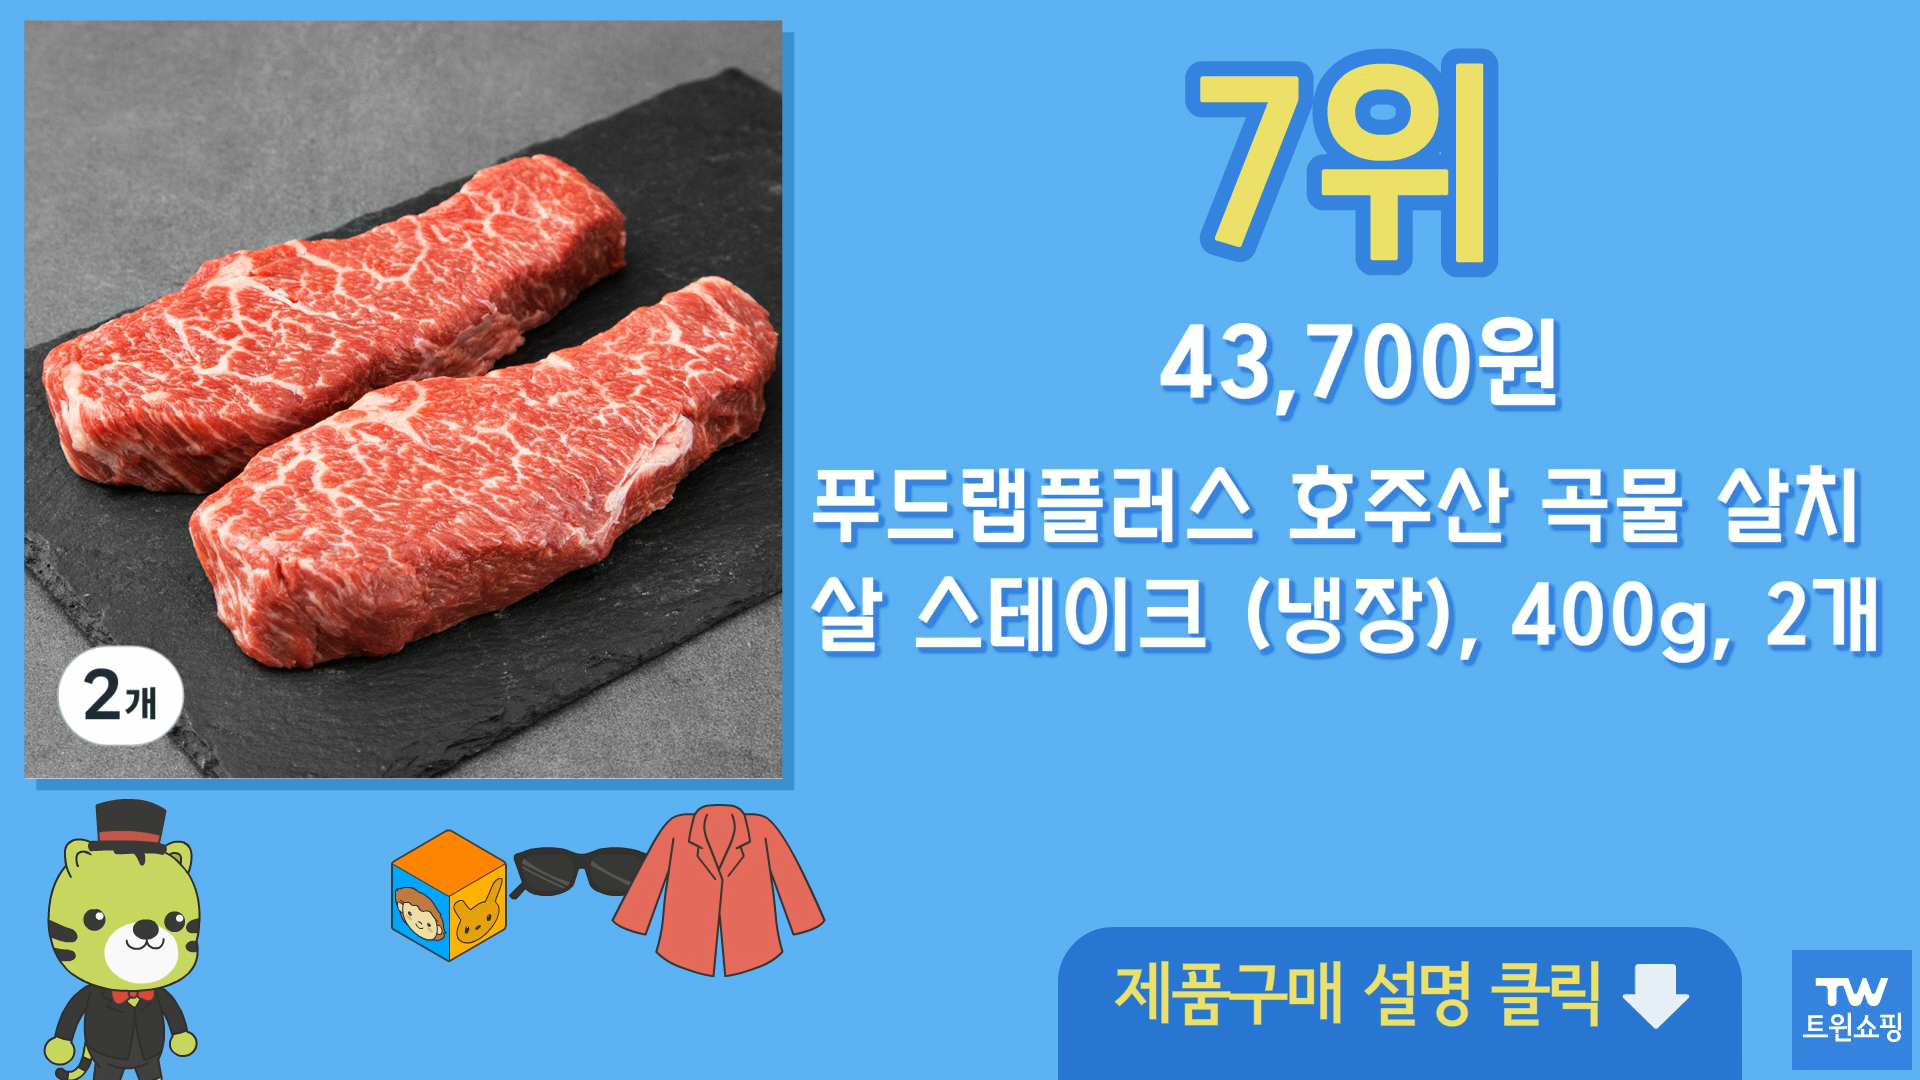 7위
43,700원
푸드랩플러스 호주산 곡물 살치
살 스테이크 (냉장), 400g, 2개
2개
제품구매 설명 클릭
TW
트윈쇼핑